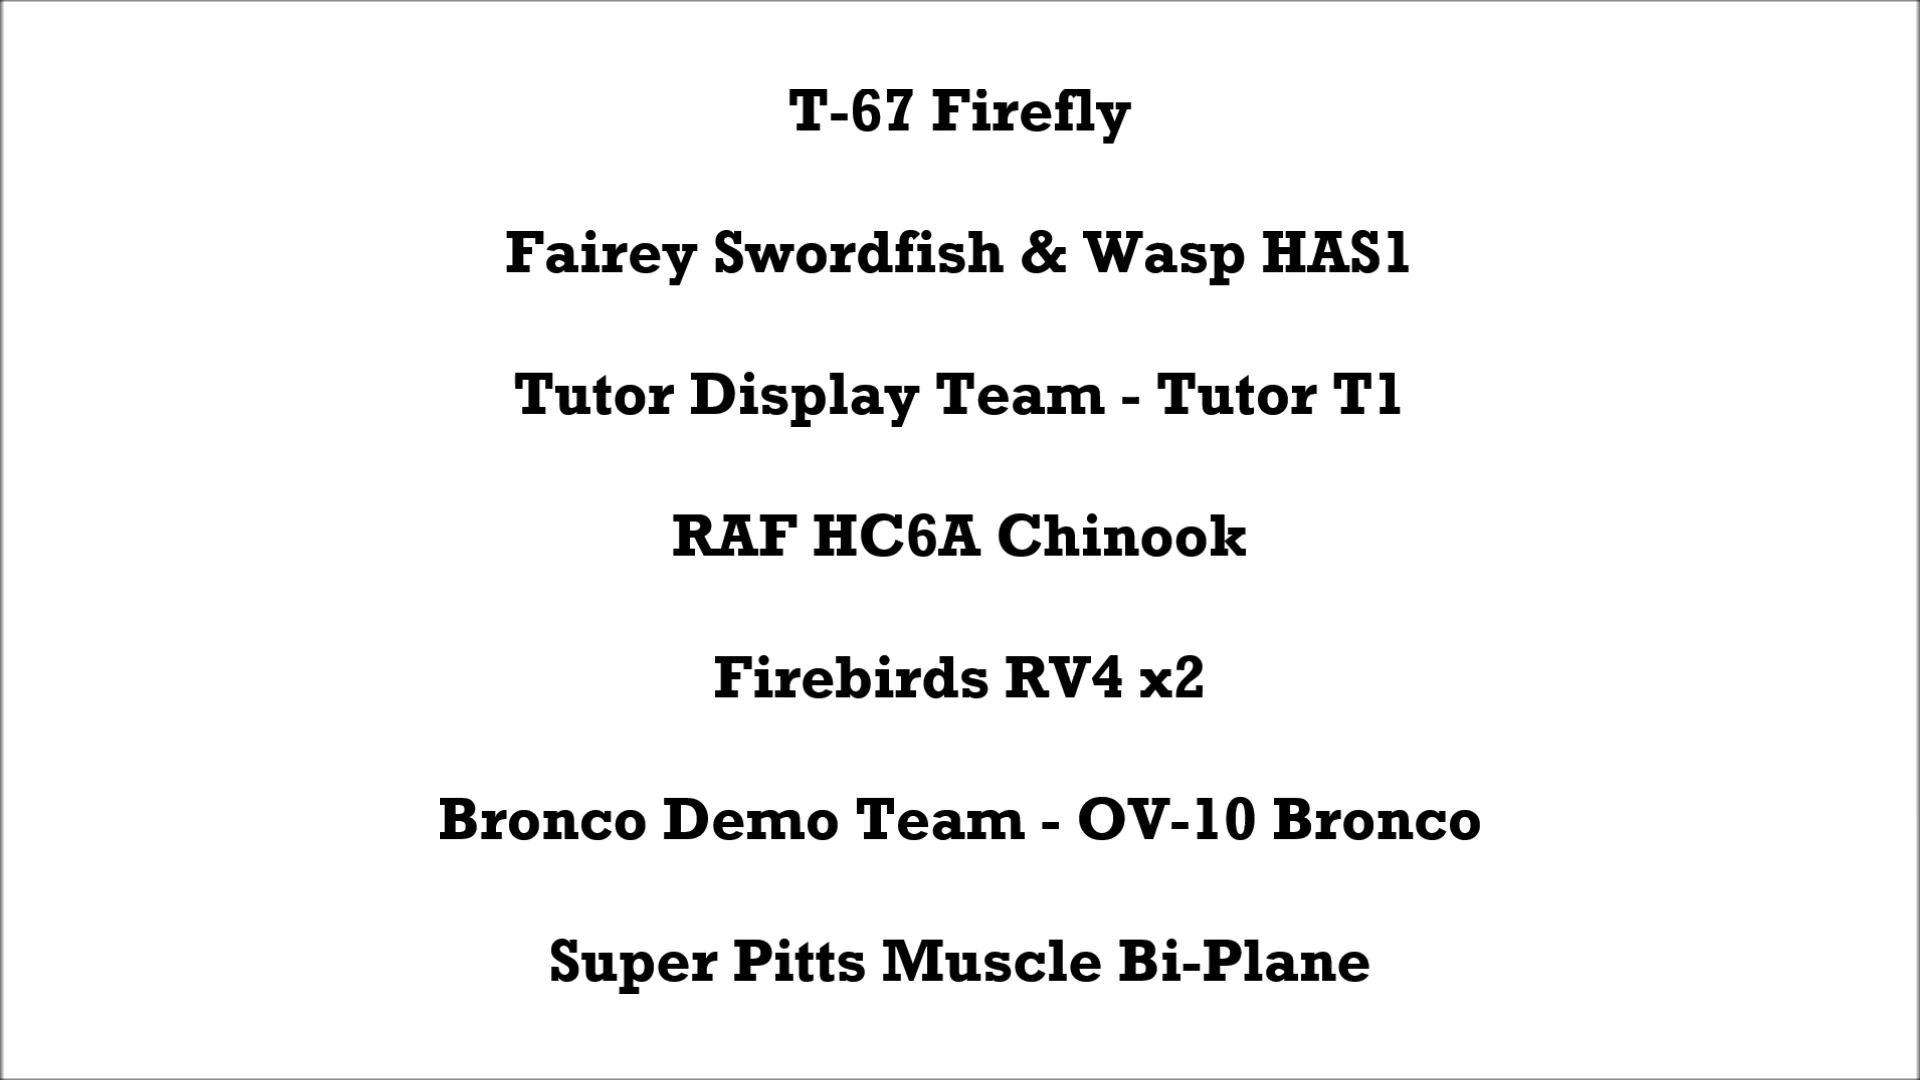 T-67 Firefly
Fairey Swordfish & Wasp HAS1
Tutor Display Team - Tutor T1
RAF HC6A Chinook
Firebirds RV4 x2
Bronco Demo Team - OV-10 Bronco
Super Pitts Muscle Bi-Plane